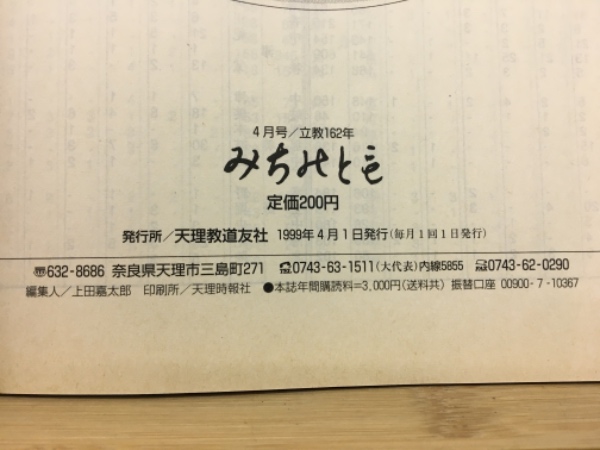 4月号／立教162年
みちのとも
定価200円
発行所／天理教道友社 1999年4月1日発行(毎月1回1日発行)
〠632-8686 奈良県天理市三島町271 ☎0743-63-1511(大代表)内線5855 FAX0743-62-0290
編集人／上田嘉太郎 印刷所／天理時報社 ●本誌年間購読料=3,000円(送料共) 振替口座 00900-7-10367